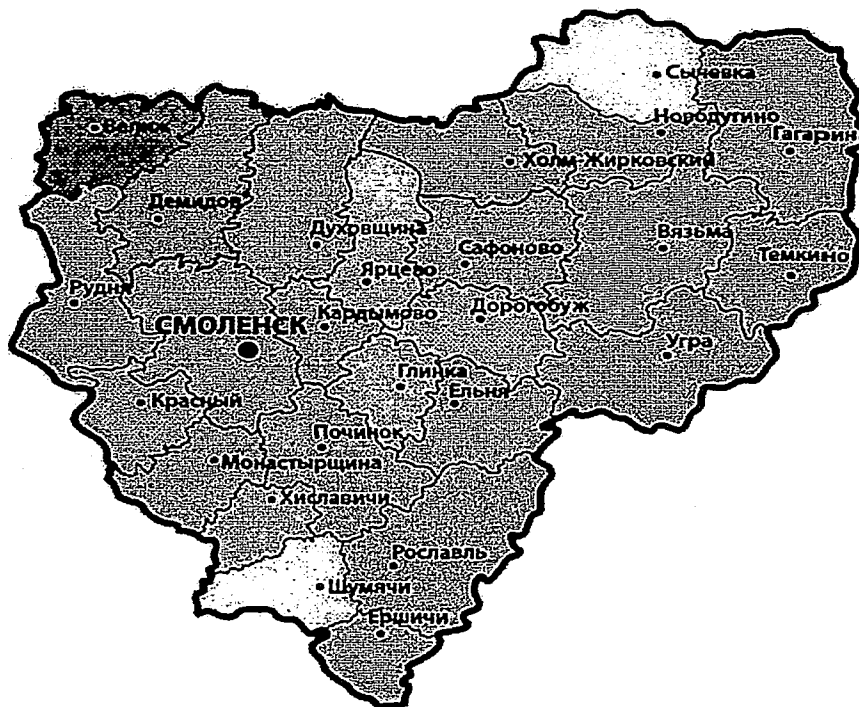 Сычевка
Новодугино
Велиж
Гагарин
Холм-Жирковский
Демидов
Духовщина
Вязьма
Сафоново
Темкино
Ярцево
Рудня
Кардымово
Дорогобуж
СМОЛЕНСК
Угра
Глинка
Ельня
Красный
Починок
Монастырщина
Хиславичи
Рославль
Шумячи
Ершичи